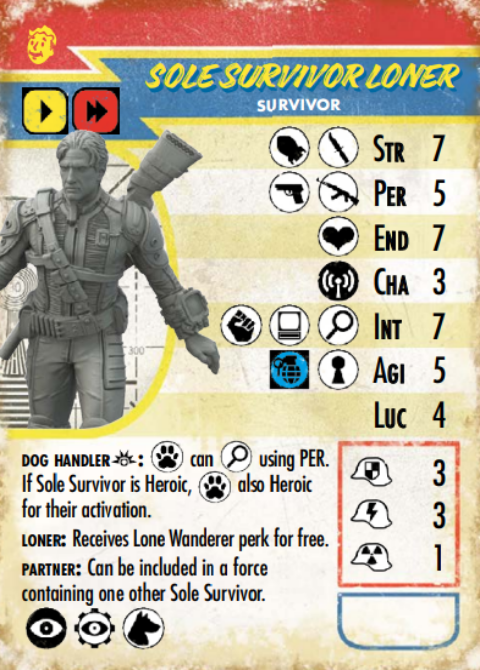 SOLE SURVIVOR LONER
SURVIVOR
STR 7
PER 5
END 7
CHA 3
INT 7
AGI 5
LUC 4
300
DOG HANDLER: can using PER.
If Sole Survivor is Heroic, also Heroic
for their activation.
LONER: Receives Lone Wanderer perk for free.
PARTNER: Can be included in a force
containing one other Sole Survivor.
3
3
1